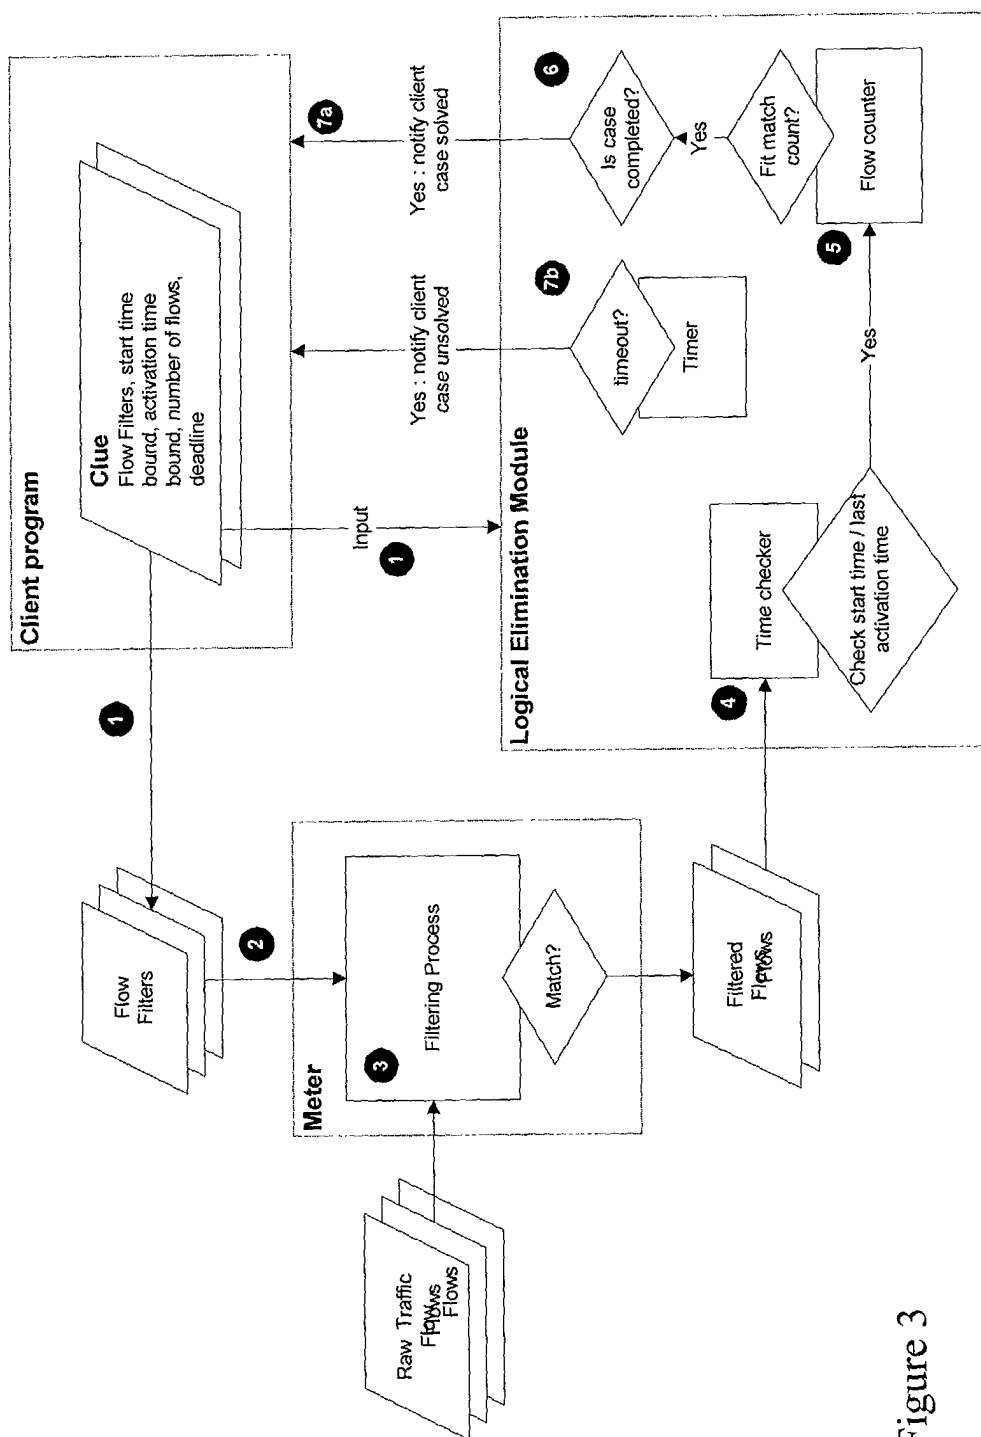 Client program
Clue
Flow Filters, start time
bound, activation time
bound, number of flows,
deadline
1
Flow
Filters
2
Input
1
Yes : notify client
case unsolved
Yes : notify client
case solved
7a
Meter
3
Filtering Process
Match?
Raw Traffic
Flow
Flows
Flows
Filtered
Flows
Flows
Logical Elimination Module
4
Time checker
Check start time / last
activation time
Yes
5
Flow counter
Fit match
count?
Yes
6
Is case
completed?
7b
timeout?
Timer
Figure 3